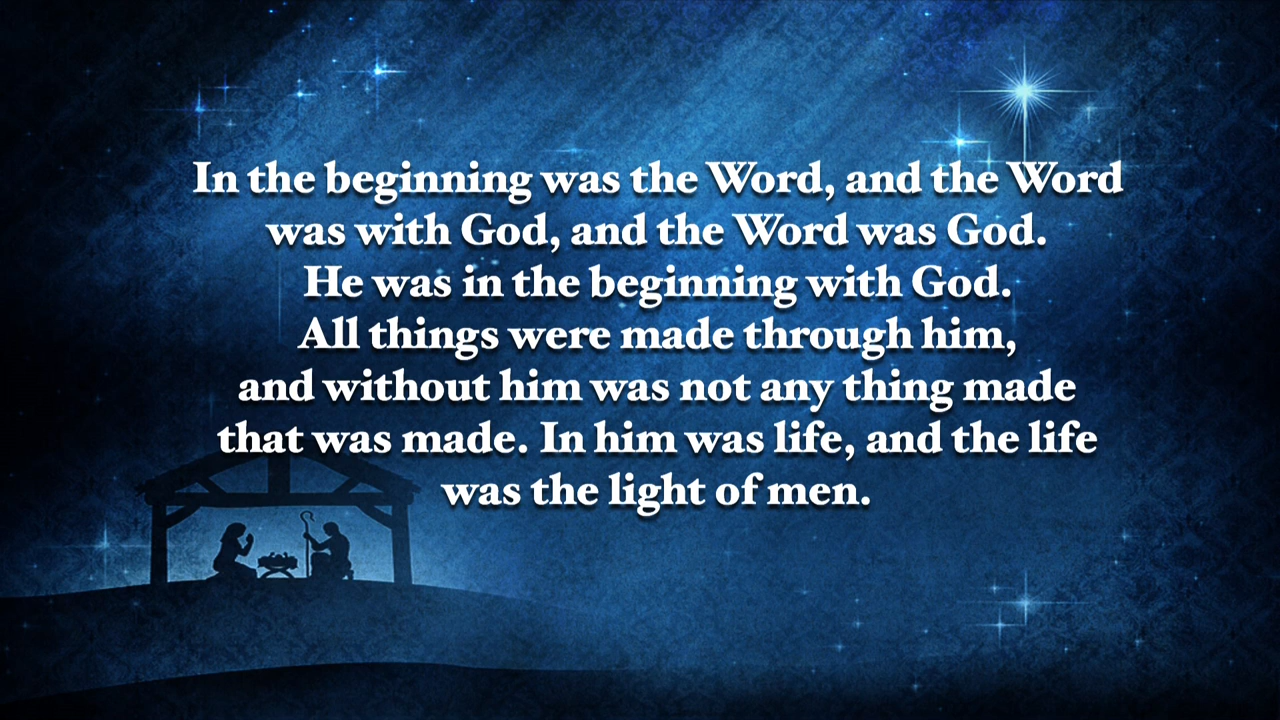 In the beginning was the Word, and the Word
was with God, and the Word was God.
He was in the beginning with God.
All things were made through him,
and without him was not any thing made
that was made. In him was life, and the life
was the light of men.